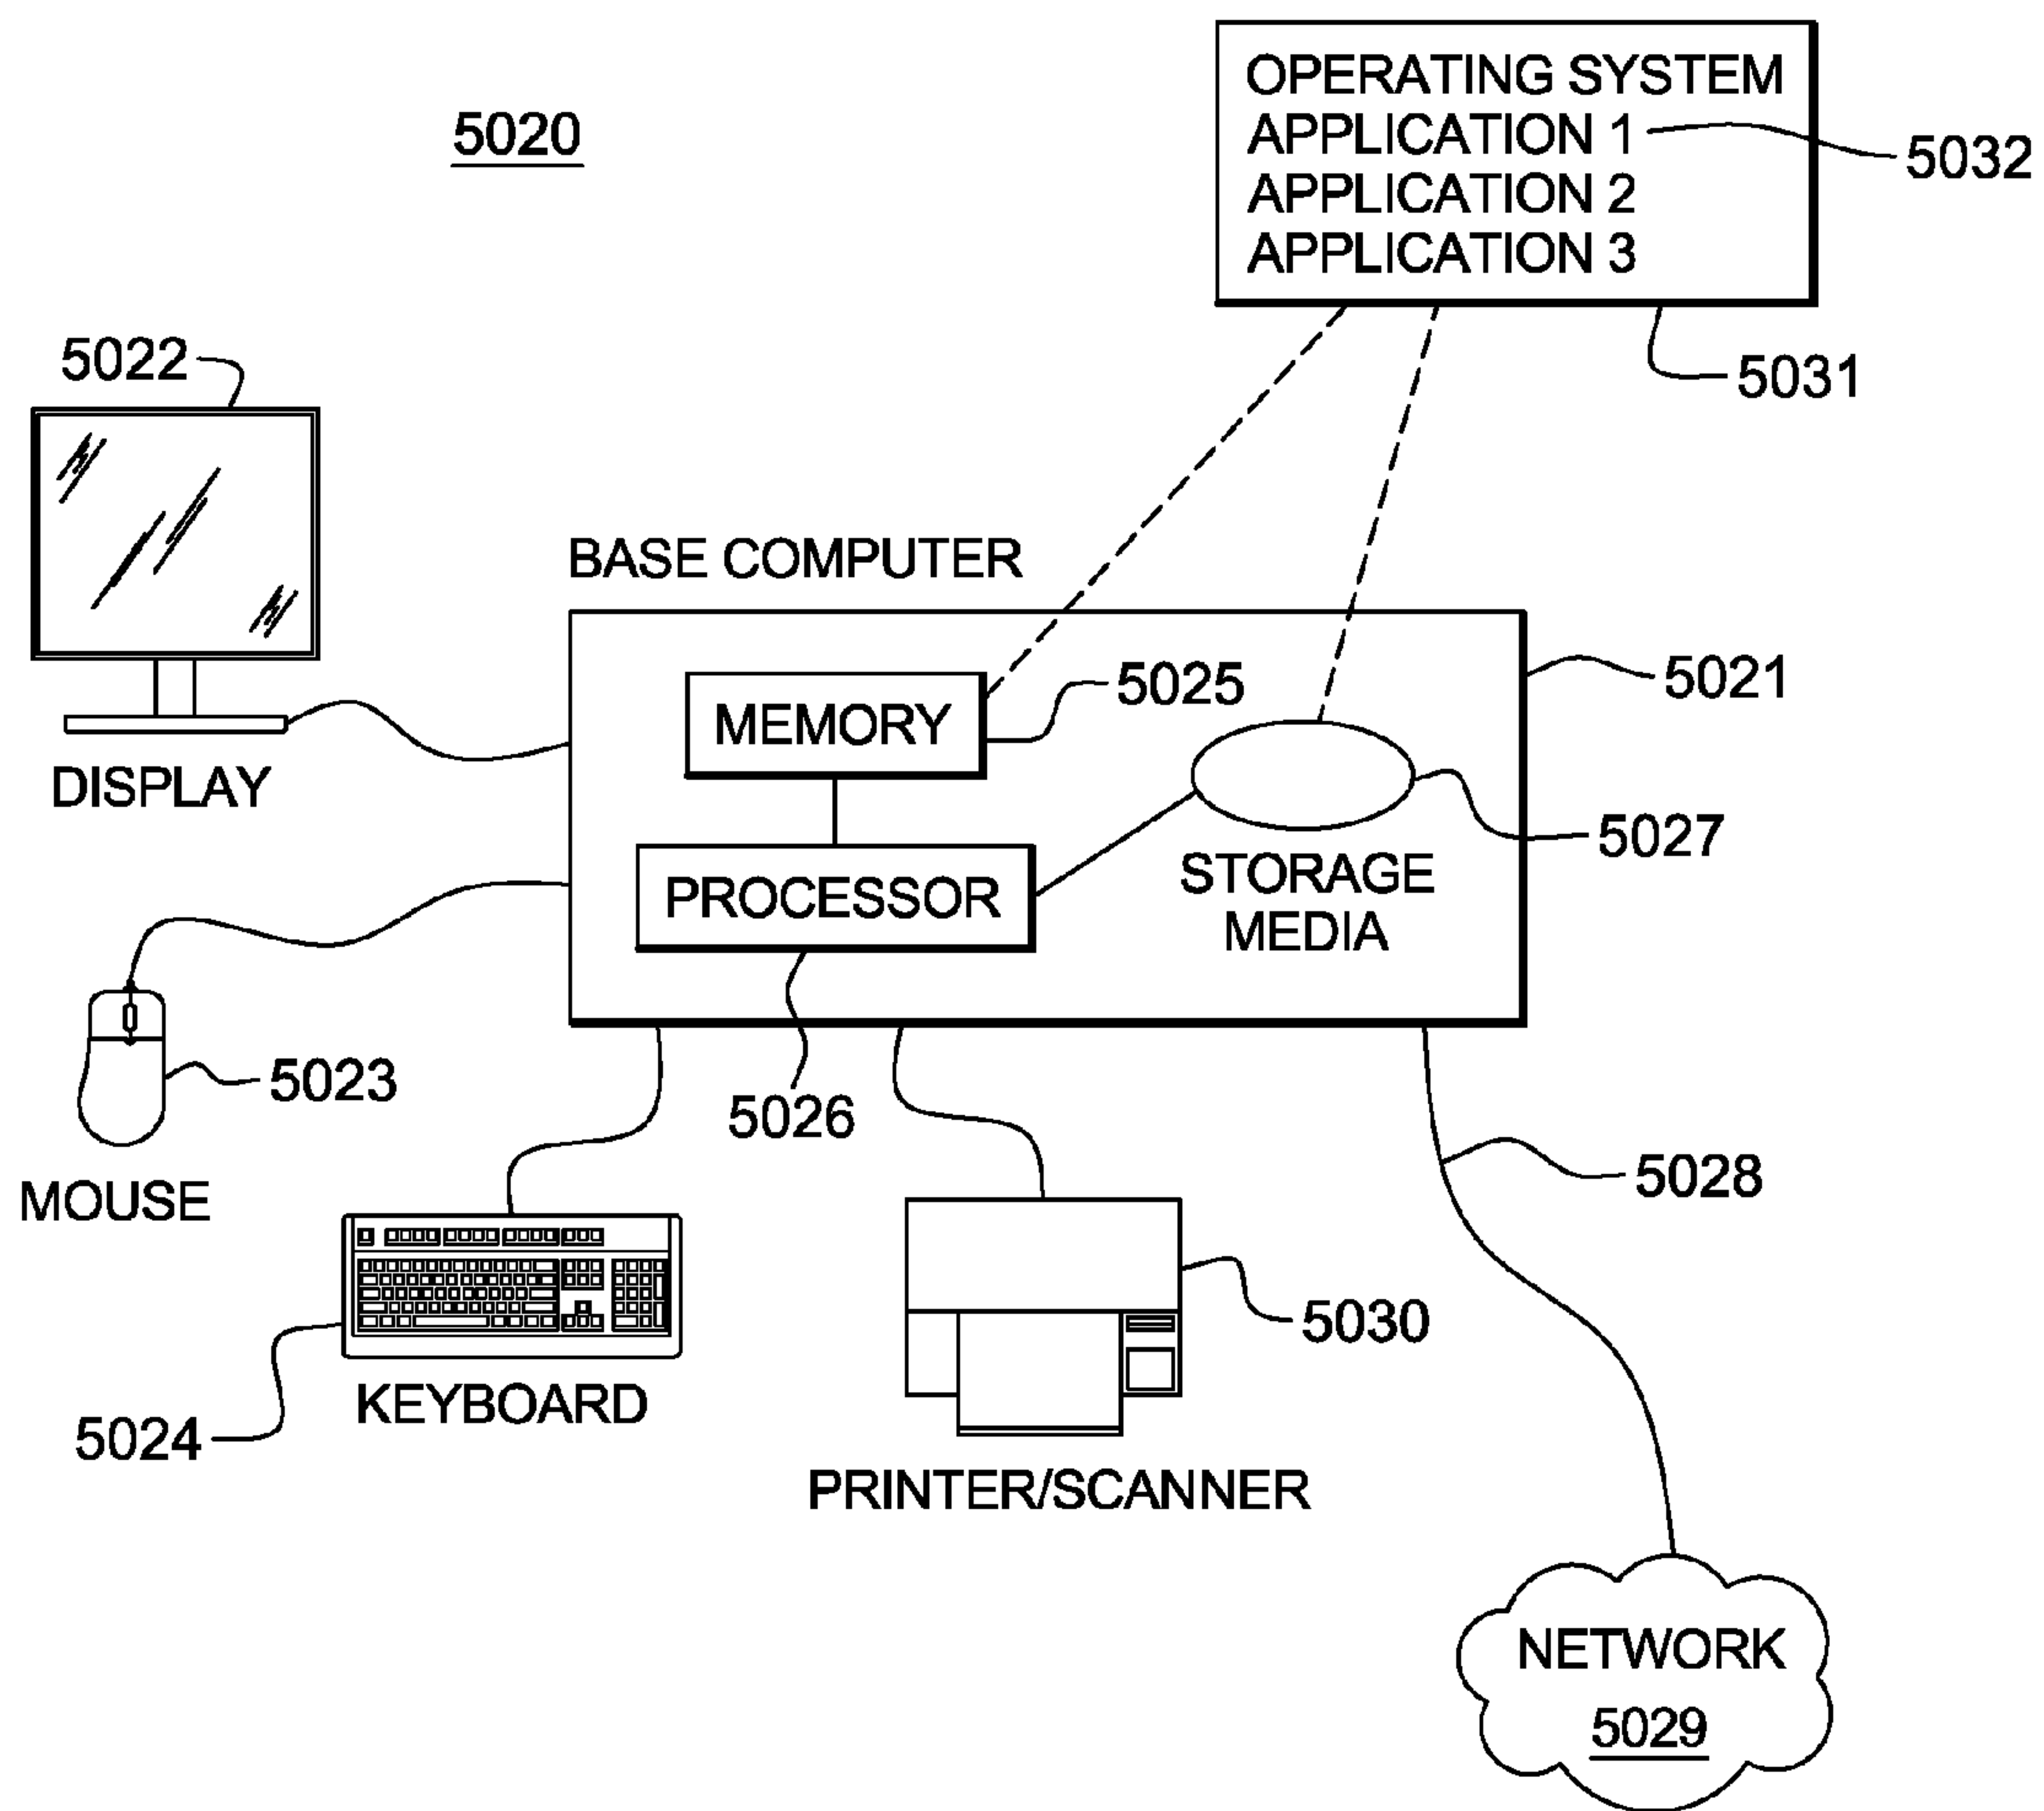 5020
OPERATING SYSTEM
APPLICATION 1
APPLICATION 2
APPLICATION 3
5032
5031
5022
DISPLAY
BASE COMPUTER
MEMORY
5025
5021
PROCESSOR
5026
STORAGE
MEDIA
5027
5023
MOUSE
5024
KEYBOARD
5030
PRINTER/SCANNER
5028
NETWORK
5029